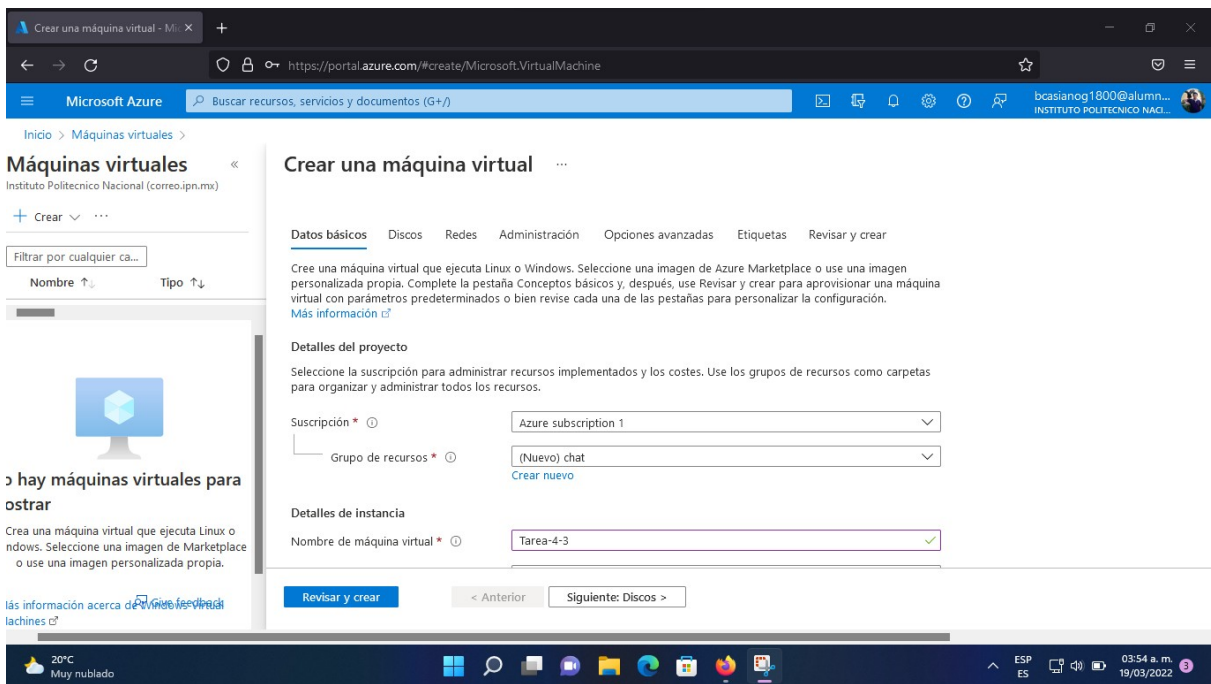 Crear una máquina virtual - Mic
https://portal.azure.com/#create/Microsoft.VirtualMachine
Microsoft Azure
Buscar recursos, servicios y documentos (G+/)
bcasianog1800@alumn...
INSTITUTO POLITECNICO NACI...
Inicio > Máquinas virtuales >
Máquinas virtuales
«
Instituto Politecnico Nacional (correo.ipn.mx)
+ Crear ...
Filtrar por cualquier ca...
Nombre ↑↓ Tipo ↑↓
o hay máquinas virtuales para
ostrar
Crea una máquina virtual que ejecuta Linux o
ndows. Seleccione una imagen de Marketplace
o use una imagen personalizada propia.
ás información acerca de Windows Virtual
Give feedback
lachines
Crear una máquina virtual ...
Datos básicos Discos Redes Administración Opciones avanzadas Etiquetas Revisar y crear
Cree una máquina virtual que ejecuta Linux o Windows. Seleccione una imagen de Azure Marketplace o use una imagen
personalizada propia. Complete la pestaña Conceptos básicos y, después, use Revisar y crear para aprovisionar una máquina
virtual con parámetros predeterminados o bien revise cada una de las pestañas para personalizar la configuración.
Más información
Detalles del proyecto
Seleccione la suscripción para administrar recursos implementados y los costes. Use los grupos de recursos como carpetas
para organizar y administrar todos los recursos.
Suscripción * Azure subscription 1
Grupo de recursos * (Nuevo) chat
Crear nuevo
Detalles de instancia
Nombre de máquina virtual * Tarea-4-3
Revisar y crear < Anterior Siguiente: Discos >
20°C
Muy nublado
ESP
ES
03:54 a. m.
19/03/2022
3